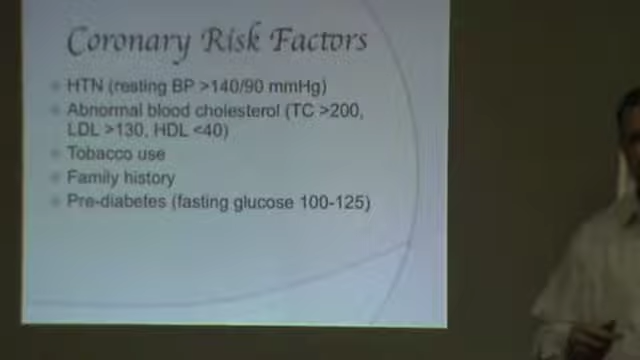 Coronary Risk Factors
HTN (resting BP >140/90 mmHg)
Abnormal blood cholesterol (TC >200,
LDL >130, HDL <40)
Tobacco use
Family history
Pre-diabetes (fasting glucose 100-125)